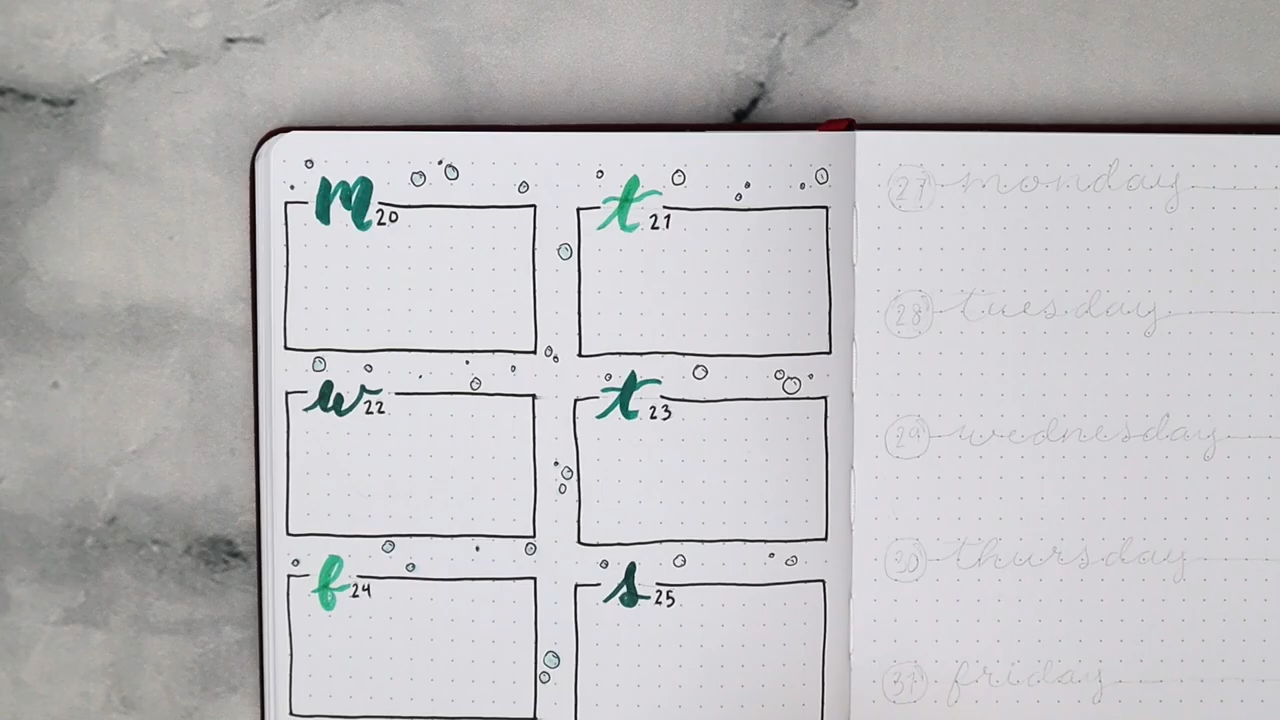 m 20
t 21
w 22
t 23
f 24
s 25
27 monday
28 tuesday
29 wednesday
30 thursday
31 friday